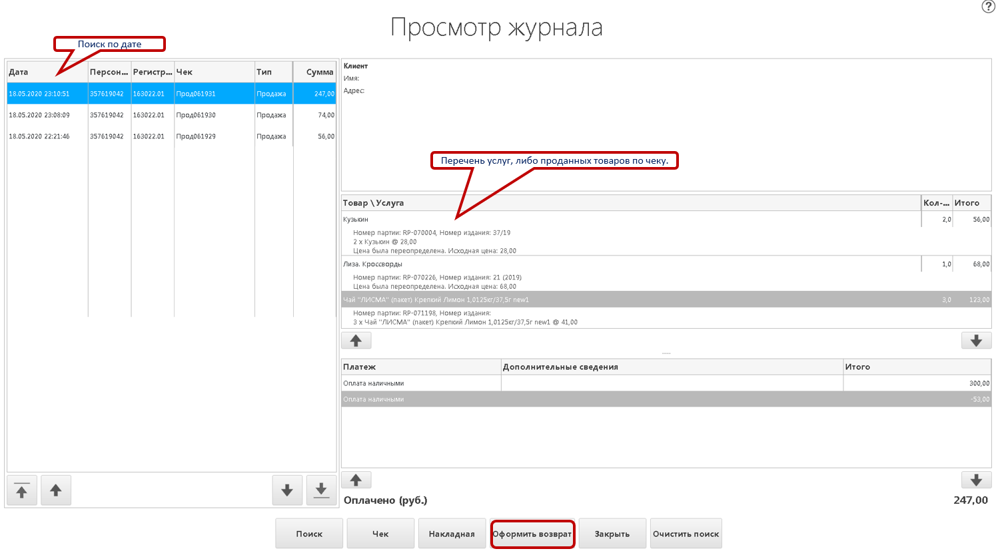 ?
Просмотр журнала
Поиск по дате
Дата Персон... Регистр... Чек Тип Сумма
18.05.2020 23:10:51 357619042 163022.01 Прод061931 Продажа 247,00
18.05.2020 23:08:09 357619042 163022.01 Прод061930 Продажа 74,00
18.05.2020 22:21:46 357619042 163022.01 Прод061929 Продажа 56,00
Клиент
Имя:
Адрес:
Перечень услуг, либо проданных товаров по чеку.
Товар \ Услуга Кол-... Итого
Кузькин 2,0 56,00
Номер партии: RP-070004, Номер издания: 37/19
2 x Кузькин @ 28,00
Цена была переопределена. Исходная цена: 28,00
Лиза. Кроссворды 1,0 68,00
Номер партии: RP-070226, Номер издания: 21 (2019)
Цена была переопределена. Исходная цена: 68,00
Чай "ЛИСМА" (пакет) Крепкий Лимон 1,0125кг/37,5г new1 3,0 123,00
Номер партии: RP-071198, Номер издания:
3 x Чай "ЛИСМА" (пакет) Крепкий Лимон 1,0125кг/37,5г new1 @ 41,00
Платеж Дополнительные сведения Итого
Оплата наличными 300,00
Оплата наличными -53,00
Оплачено (руб.) 247,00
Поиск Чек Накладная Оформить возврат Закрыть Очистить поиск